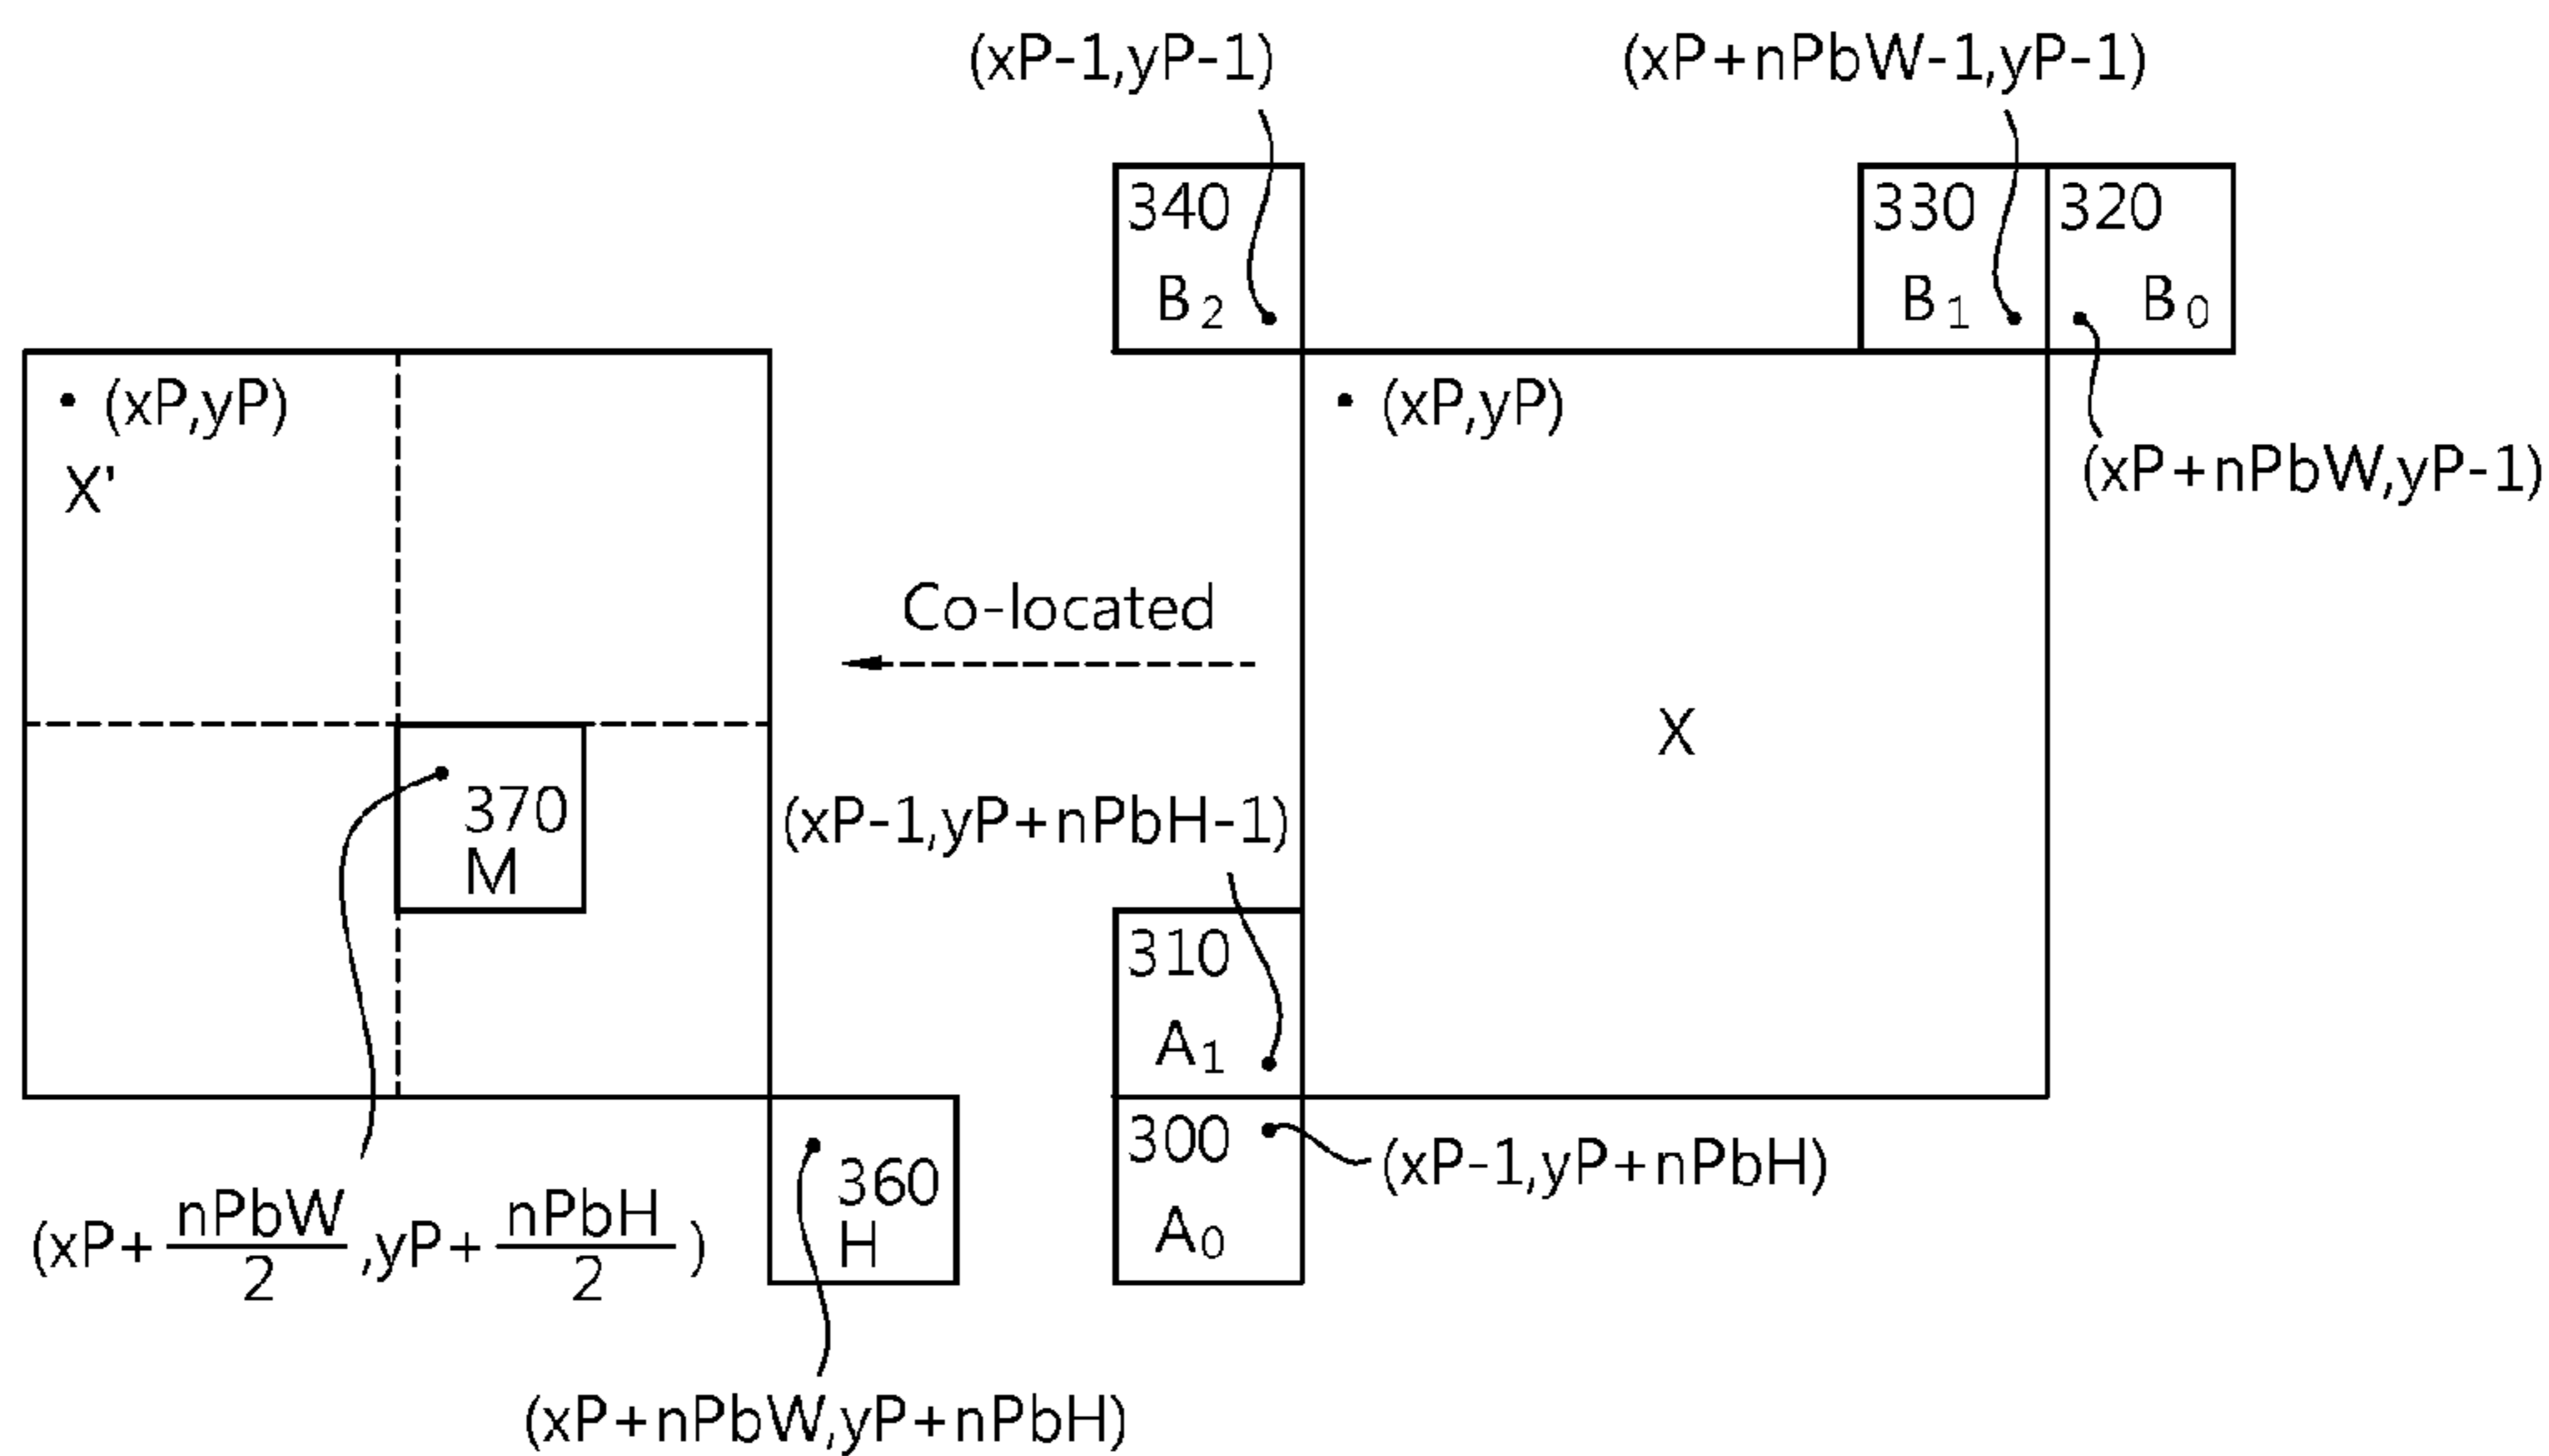 (xP-1,yP-1)
(xP+nPbW-1,yP-1)
340
B2
330
B1
320
B0
(xP+nPbW,yP-1)
(xP,yP)
X'
(xP,yP)
Co-located
X
370
M
(xP-1,yP+nPbH-1)
310
A1
300
A0
(xP-1,yP+nPbH)
360
H
(xP+nPbW/2,yP+nPbH/2)
(xP+nPbW,yP+nPbH)